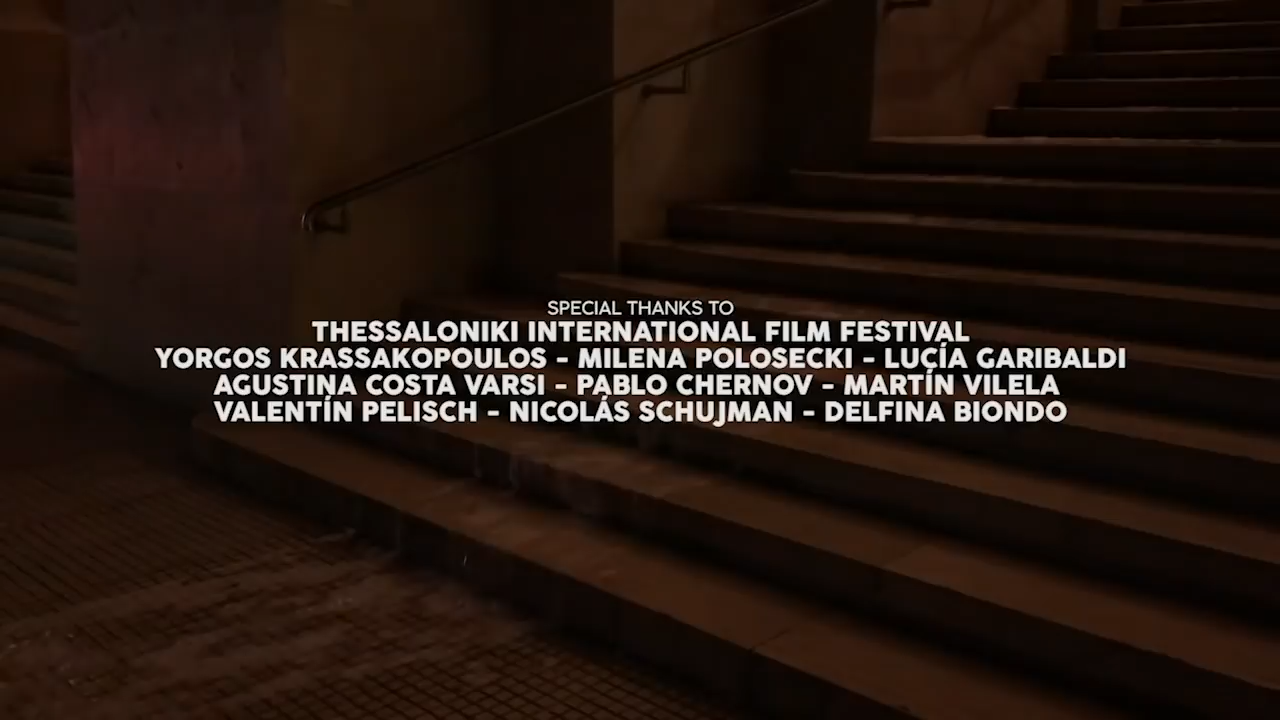 SPECIAL THANKS TO
THESSALONIKI INTERNATIONAL FILM FESTIVAL
YORGOS KRASSAKOPOULOS - MILENA POLOSECKI - LUCÍA GARIBALDI
AGUSTINA COSTA VARSI - PABLO CHERNOV - MARTÍN VILELA
VALENTÍN PELISCH - NICOLÁS SCHUJMAN - DELFINA BIONDO